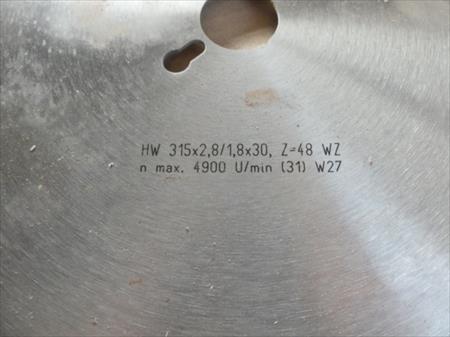 HW 315x2,8/1,8x30, Z=48 WZ
n max. 4900 U/min (31) W27